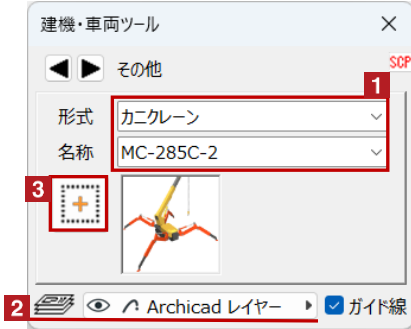 建機・車両ツール
その他
SCP
1
形式 カニクレーン
名称 MC-285C-2
3
2 Archicad レイヤー ガイド線